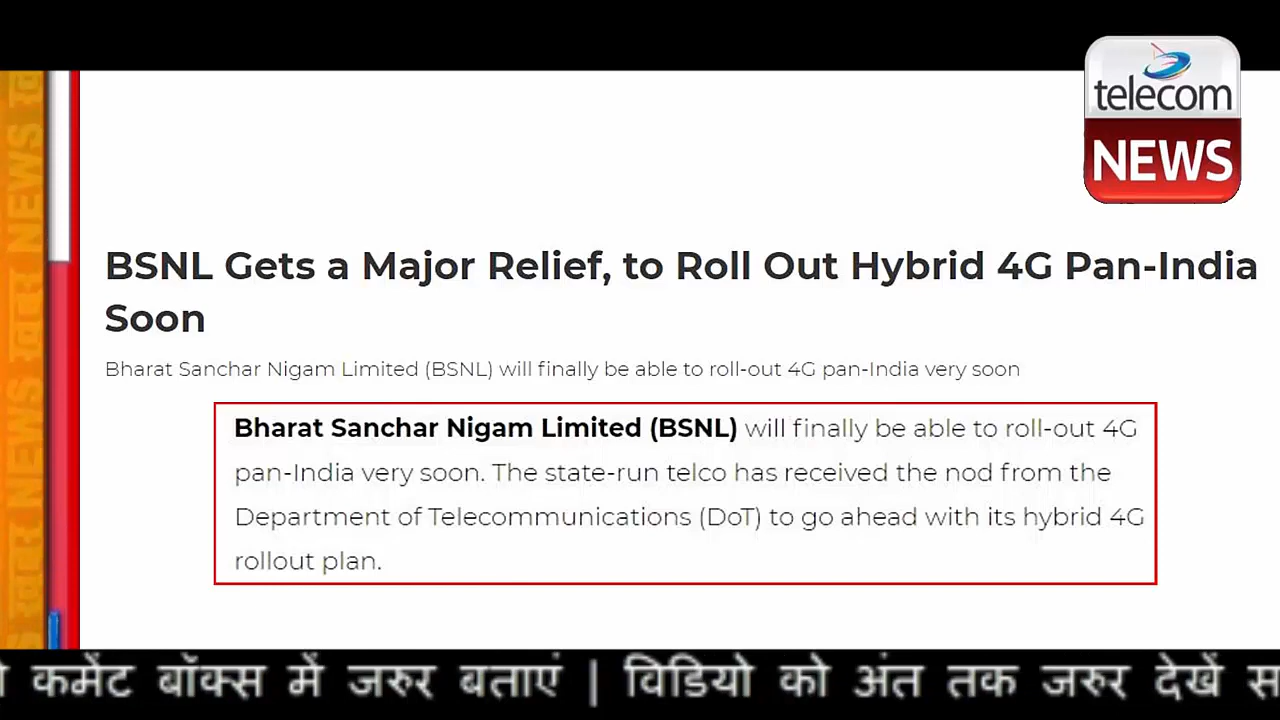 telecom
NEWS
BSNL Gets a Major Relief, to Roll Out Hybrid 4G Pan-India
Soon
Bharat Sanchar Nigam Limited (BSNL) will finally be able to roll-out 4G pan-India very soon
Bharat Sanchar Nigam Limited (BSNL) will finally be able to roll-out 4G
pan-India very soon. The state-run telco has received the nod from the
Department of Telecommunications (DoT) to go ahead with its hybrid 4G
rollout plan.
NEWS खबर NEWS
कमेंट बॉक्स में जरुर बताएं | विडियो को अंत तक जरुर देखें